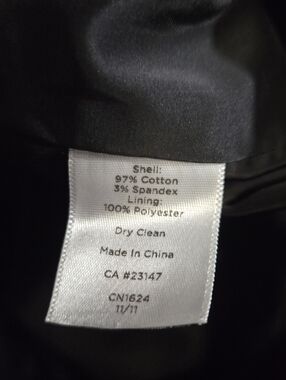 Shell:
97% Cotton
3% Spandex
Lining:
100% Polyester
Dry Clean
Made In China
CA #23147
CN1624
11/11